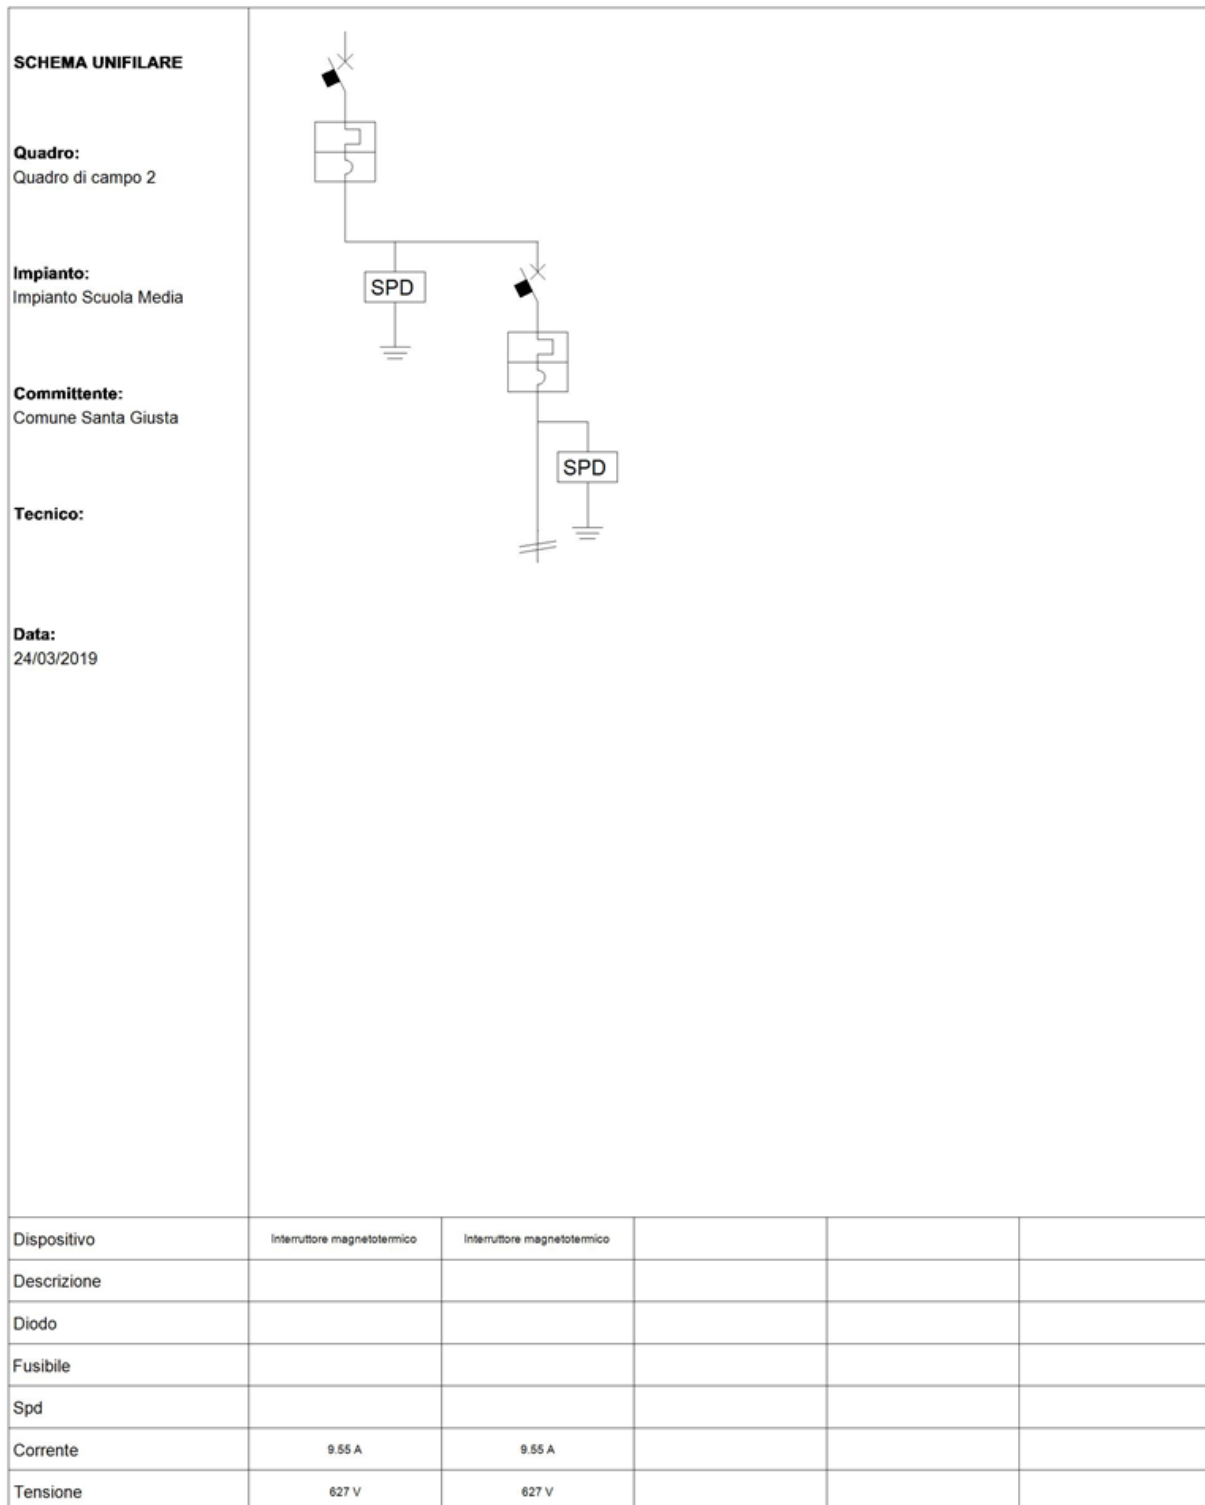 SCHEMA UNIFILARE
Quadro:
Quadro di campo 2
Impianto:
Impianto Scuola Media
Committente:
Comune Santa Giusta
Tecnico:
Data:
24/03/2019
SPD
SPD
Dispositivo Interruttore magnetotermico Interruttore magnetotermico
Descrizione
Diodo
Fusibile
Spd
Corrente 9.55 A 9.55 A
Tensione 627 V 627 V